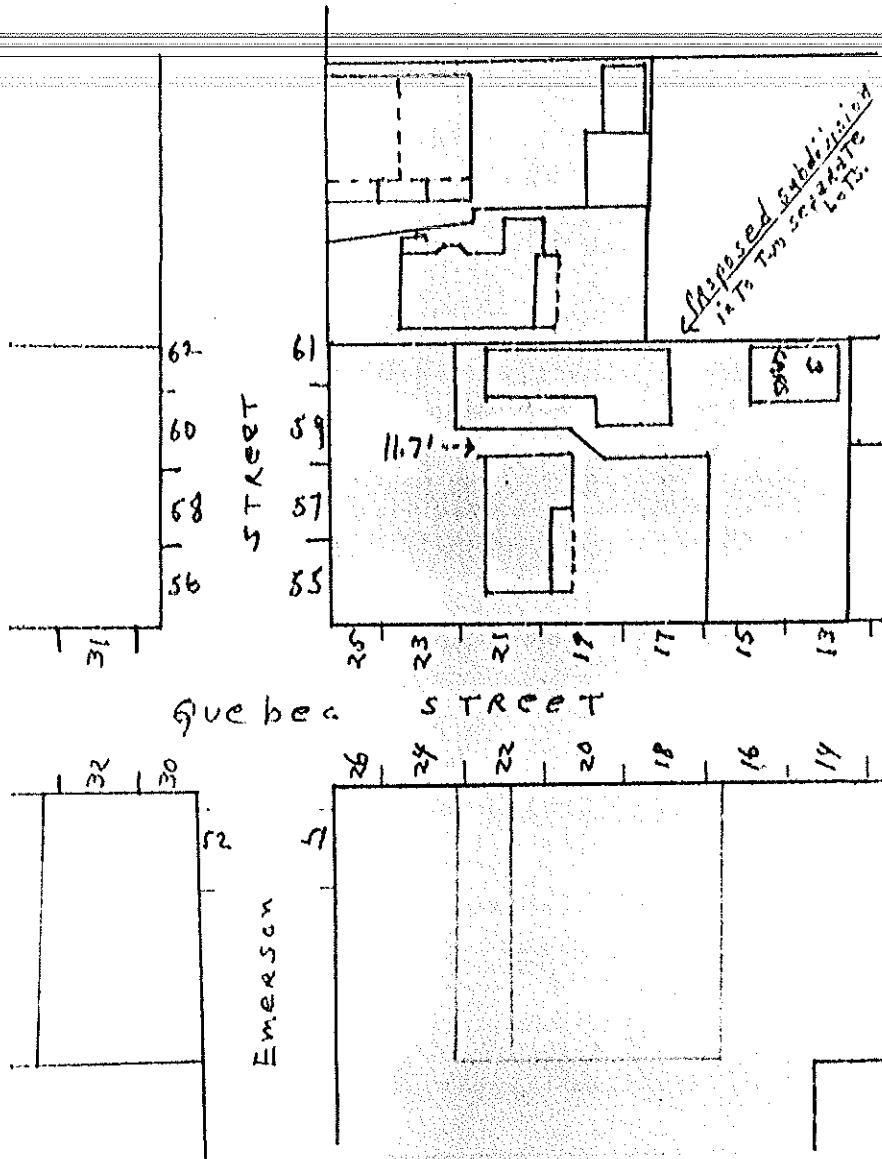 Proposed subdivision
into Two separate
Lots.
62 61
60 59
11.71
58 57
56 55
STREET
31 25 23 21 19 17 15 13
Quebec STREET
32 30 26 24 22 20 18 16 14
52 51
Emerson